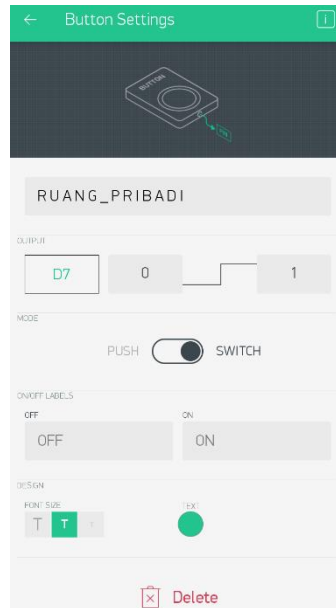 Button Settings
i
BUTTON
PIN
RUANG_PRIBADI
OUTPUT
D7 0 1
MODE
PUSH SWITCH
ON/OFF LABELS
OFF ON
OFF ON
DESIGN
FONT SIZE TEXT
T T T
Delete